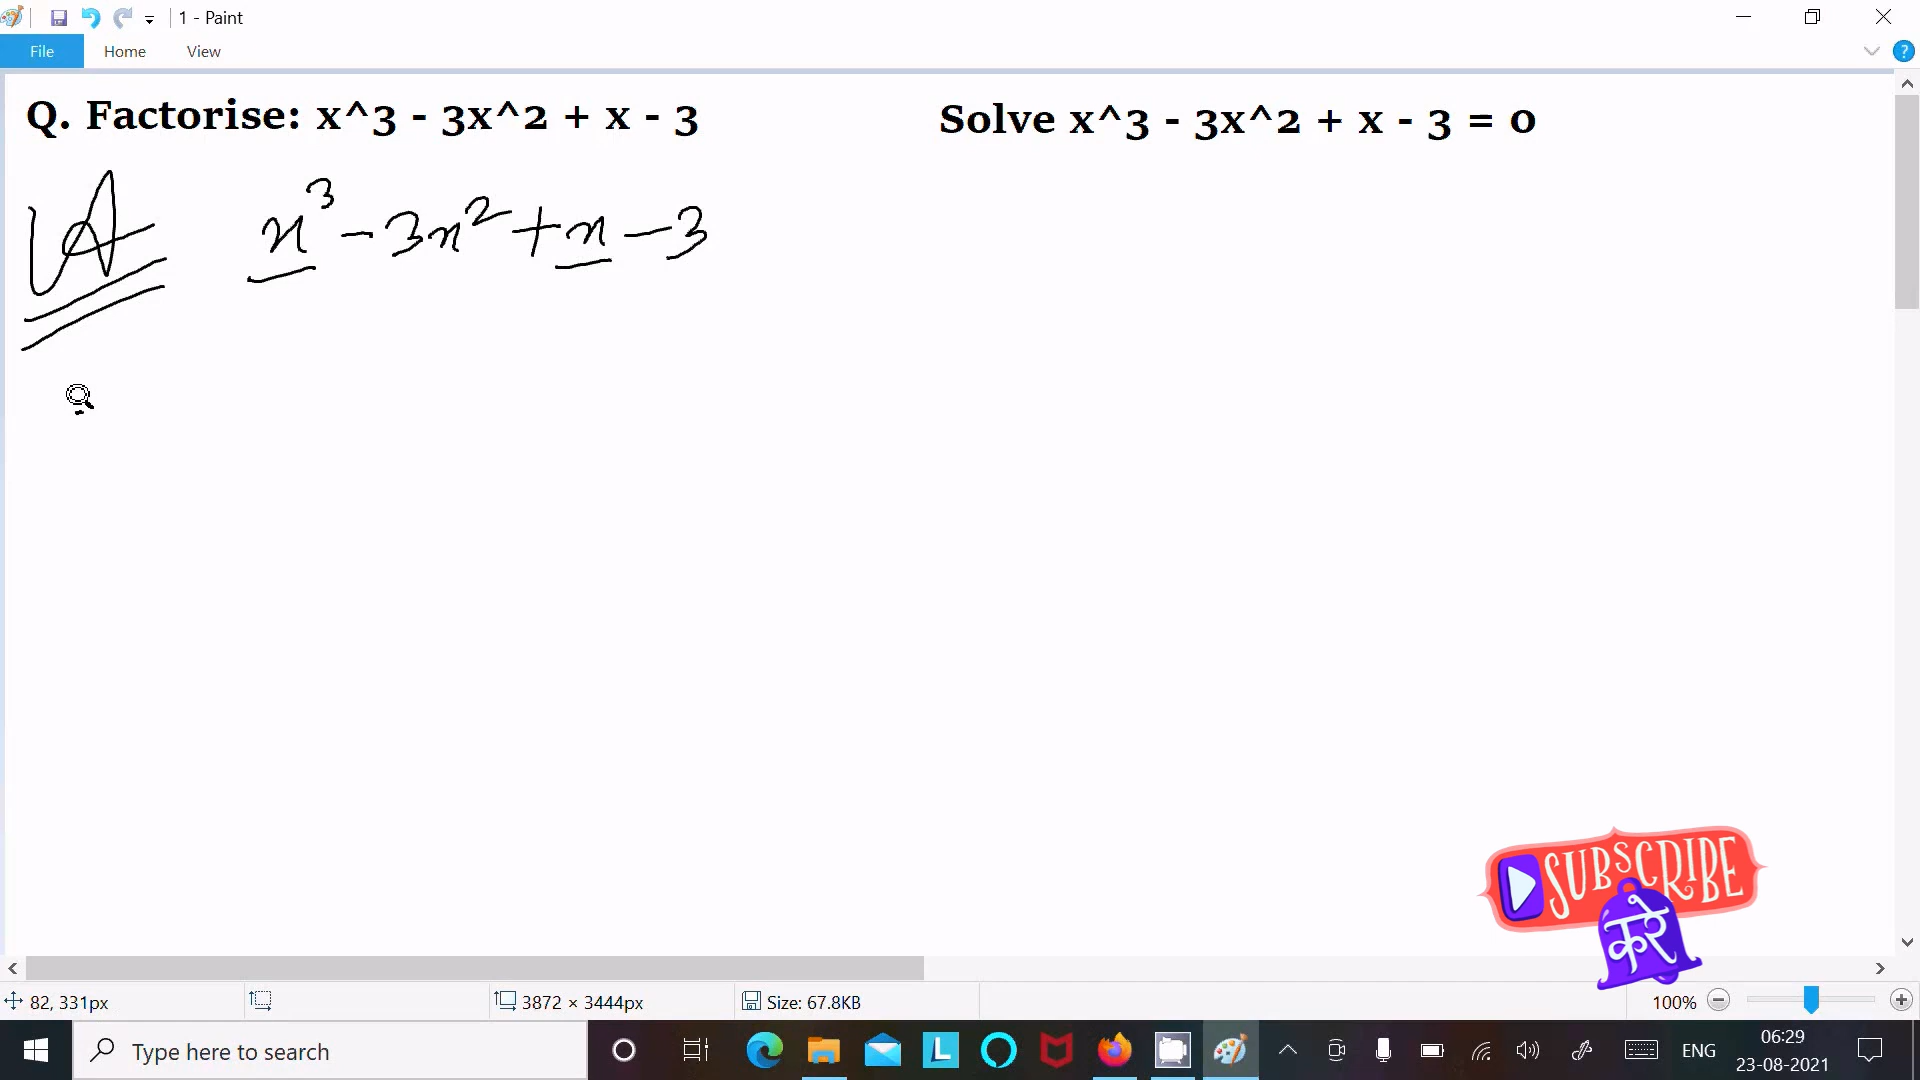 1 - Paint
File Home View
Q. Factorise: x^3 - 3x^2 + x - 3
Solve x^3 - 3x^2 + x - 3 = 0
A
x³ - 3x² + x - 3
SUBSCRIBE
करे
82, 331px
3872 × 3444px
Size: 67.8KB
100%
Type here to search
L
ENG
06:29
23-08-2021